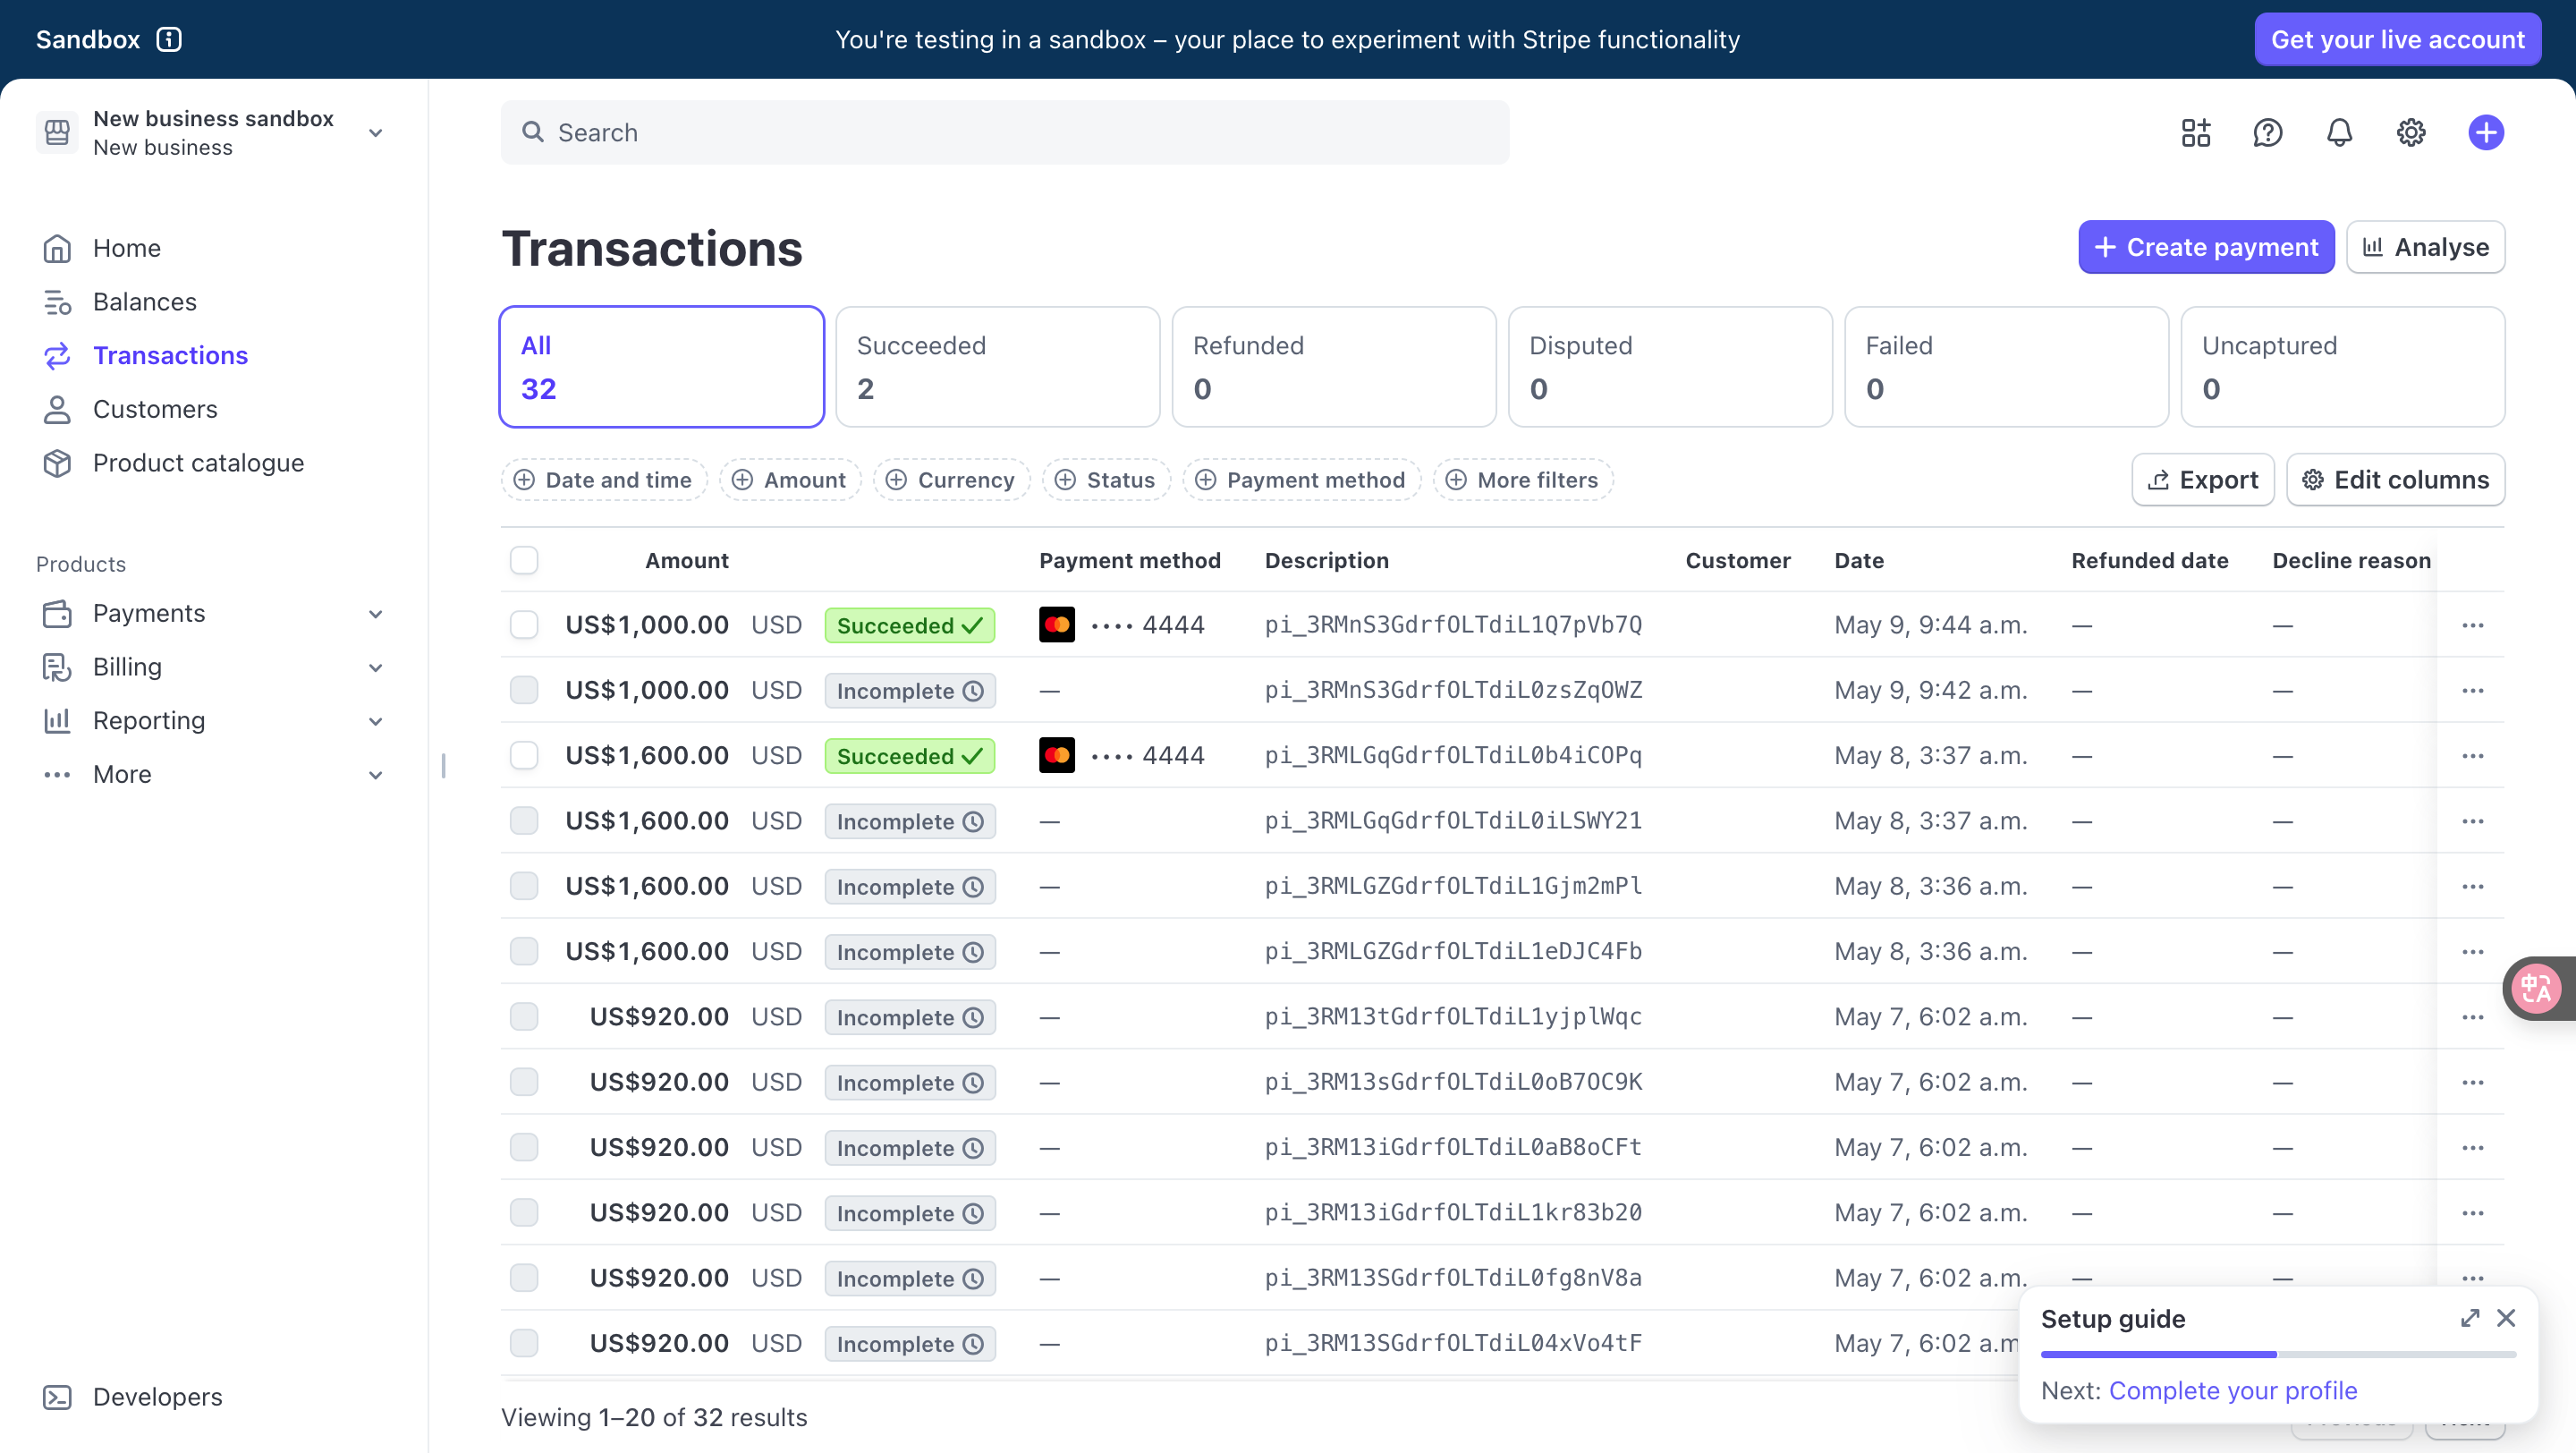 Sandbox
You're testing in a sandbox – your place to experiment with Stripe functionality
Get your live account
New business sandbox
New business
Search
Home
Balances
Transactions
Customers
Product catalogue
Products
Payments
Billing
Reporting
More
Developers
Transactions
Create payment
Analyse
All
32
Succeeded
2
Refunded
0
Disputed
0
Failed
0
Uncaptured
0
Date and time
Amount
Currency
Status
Payment method
More filters
Export
Edit columns
Amount Payment method Description Customer Date Refunded date Decline reason
US$1,000.00 USD Succeeded •••• 4444 pi_3RMnS3GdrfOLTdiL1Q7pVb7Q May 9, 9:44 a.m. — —
US$1,000.00 USD Incomplete — pi_3RMnS3GdrfOLTdiL0zsZqOWZ May 9, 9:42 a.m. — —
US$1,600.00 USD Succeeded •••• 4444 pi_3RMLGqGdrfOLTdiL0b4iCOPq May 8, 3:37 a.m. — —
US$1,600.00 USD Incomplete — pi_3RMLGqGdrfOLTdiL0iLSWY21 May 8, 3:37 a.m. — —
US$1,600.00 USD Incomplete — pi_3RMLGZGdrfOLTdiL1Gjm2mPl May 8, 3:36 a.m. — —
US$1,600.00 USD Incomplete — pi_3RMLGZGdrfOLTdiL1eDJC4Fb May 8, 3:36 a.m. — —
US$920.00 USD Incomplete — pi_3RM13tGdrfOLTdiL1yjplWqc May 7, 6:02 a.m. — —
US$920.00 USD Incomplete — pi_3RM13sGdrfOLTdiL0oB7OC9K May 7, 6:02 a.m. — —
US$920.00 USD Incomplete — pi_3RM13iGdrfOLTdiL0aB8oCFt May 7, 6:02 a.m. — —
US$920.00 USD Incomplete — pi_3RM13iGdrfOLTdiL1kr83b20 May 7, 6:02 a.m. — —
US$920.00 USD Incomplete — pi_3RM13SGdrfOLTdiL0fg8nV8a May 7, 6:02 a.m. — —
US$920.00 USD Incomplete — pi_3RM13SGdrfOLTdiL04xVo4tF May 7, 6:02 a.m
Viewing 1–20 of 32 results
Setup guide
Next: Complete your profile
中A